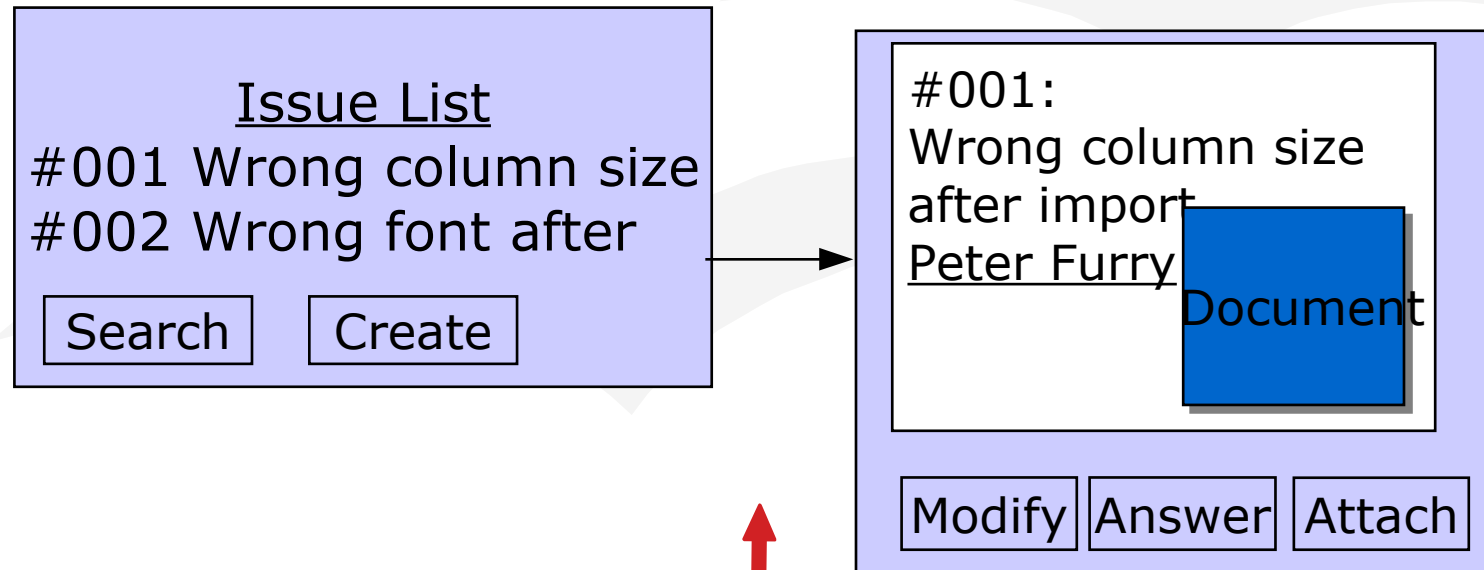 Issue List
#001 Wrong column size
#002 Wrong font after
Search
Create
#001:
Wrong column size
after import
Peter Furry
Document
Modify
Answer
Attach